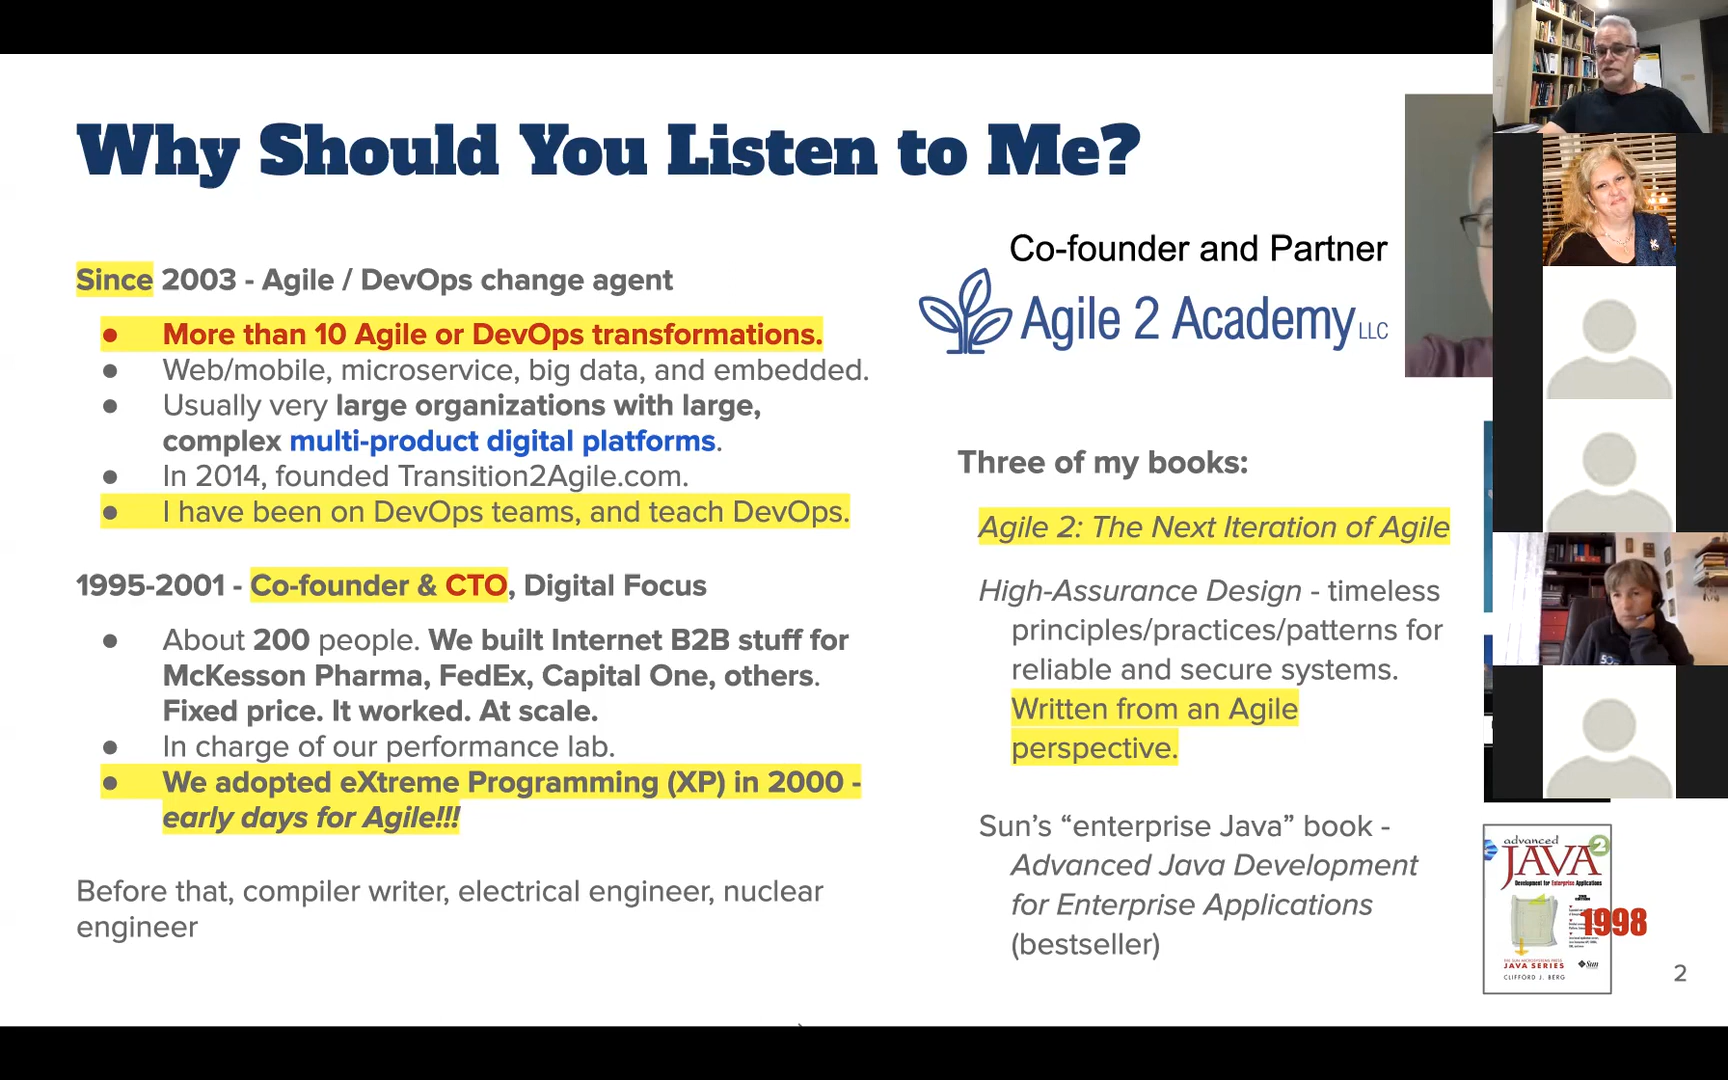 Why Should You Listen to Me?
Since 2003 - Agile / DevOps change agent
● More than 10 Agile or DevOps transformations.
● Web/mobile, microservice, big data, and embedded.
● Usually very large organizations with large,
complex multi-product digital platforms.
● In 2014, founded Transition2Agile.com.
● I have been on DevOps teams, and teach DevOps.
1995-2001 - Co-founder & CTO, Digital Focus
● About 200 people. We built Internet B2B stuff for
McKesson Pharma, FedEx, Capital One, others.
Fixed price. It worked. At scale.
● In charge of our performance lab.
● We adopted eXtreme Programming (XP) in 2000 -
early days for Agile!!!
Before that, compiler writer, electrical engineer, nuclear
engineer
Co-founder and Partner
Agile 2 Academy LLC
Three of my books:
Agile 2: The Next Iteration of Agile
High-Assurance Design - timeless
principles/practices/patterns for
reliable and secure systems.
Written from an Agile
perspective.
Sun's “enterprise Java” book -
Advanced Java Development
for Enterprise Applications
(bestseller)
advanced
JAVA 2
Development for Enterprise Applications
1998
JAVA SERIES
Sun
CLIFFORD J. BERG
2